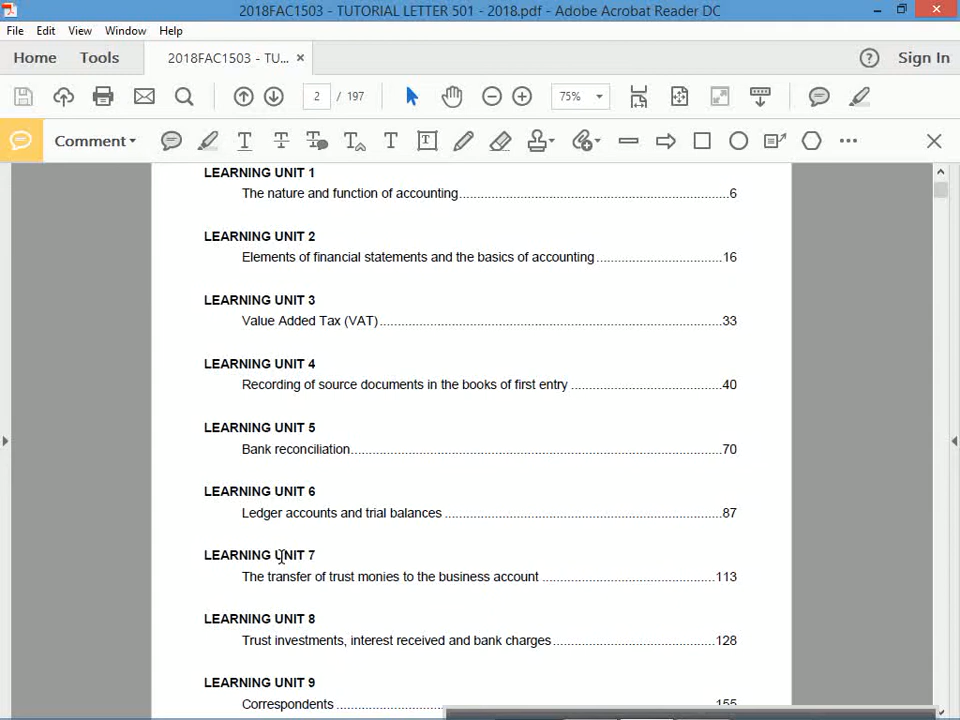 2018FAC1503 - TUTORIAL LETTER 501 - 2018.pdf - Adobe Acrobat Reader DC
File Edit View Window Help
Home Tools 2018FAC1503 - TU... × Sign In
2 / 197 75%
Comment
LEARNING UNIT 1
The nature and function of accounting 6
LEARNING UNIT 2
Elements of financial statements and the basics of accounting 16
LEARNING UNIT 3
Value Added Tax (VAT) 33
LEARNING UNIT 4
Recording of source documents in the books of first entry 40
LEARNING UNIT 5
Bank reconciliation 70
LEARNING UNIT 6
Ledger accounts and trial balances 87
LEARNING UNIT 7
The transfer of trust monies to the business account 113
LEARNING UNIT 8
Trust investments, interest received and bank charges 128
LEARNING UNIT 9
Correspondents 155